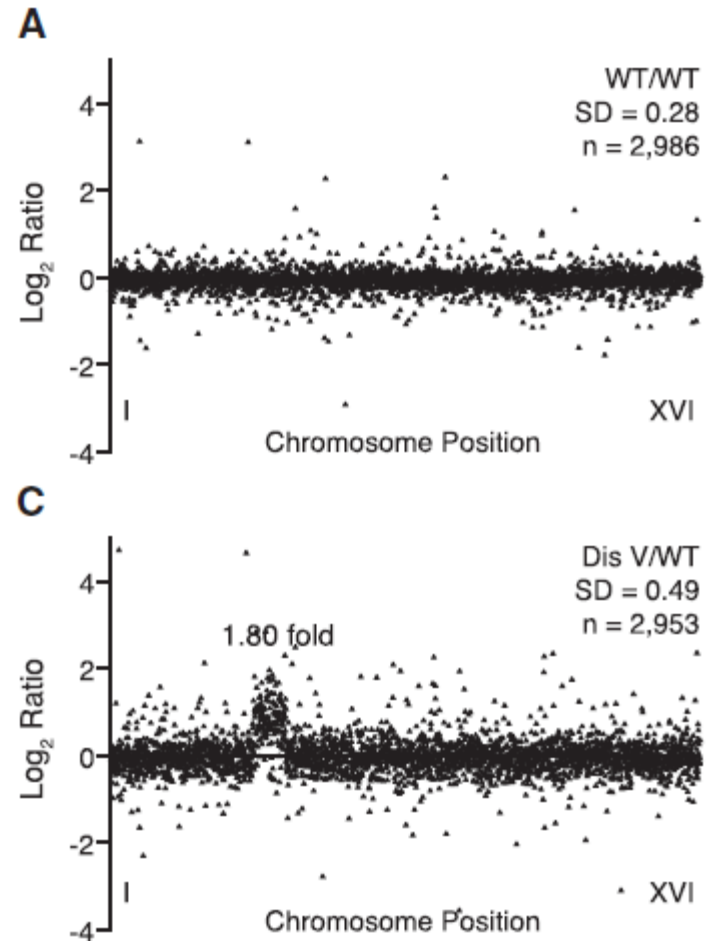 A
WT/WT
SD = 0.28
n = 2,986
4
2
0
-2
-4
Log2 Ratio
I
XVI
Chromosome Position
C
Dis V/WT
SD = 0.49
n = 2,953
1.80 fold
4
2
0
-2
-4
Log2 Ratio
I
XVI
Chromosome Position